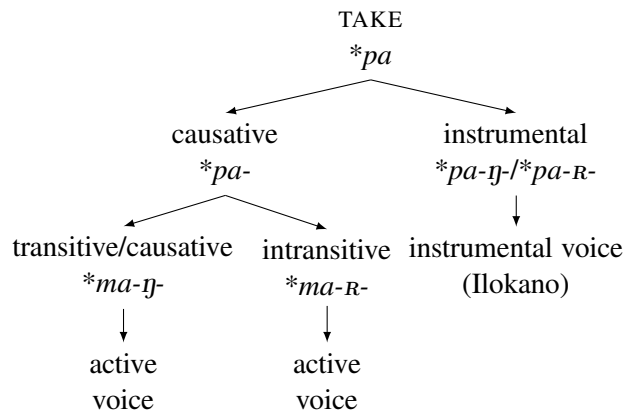 TAKE
*pa
causative
*pa-
instrumental
*pa-ŋ-/*pa-ʀ-
transitive/causative
*ma-ŋ-
intransitive
*ma-ʀ-
instrumental voice
(Ilokano)
active
voice
active
voice